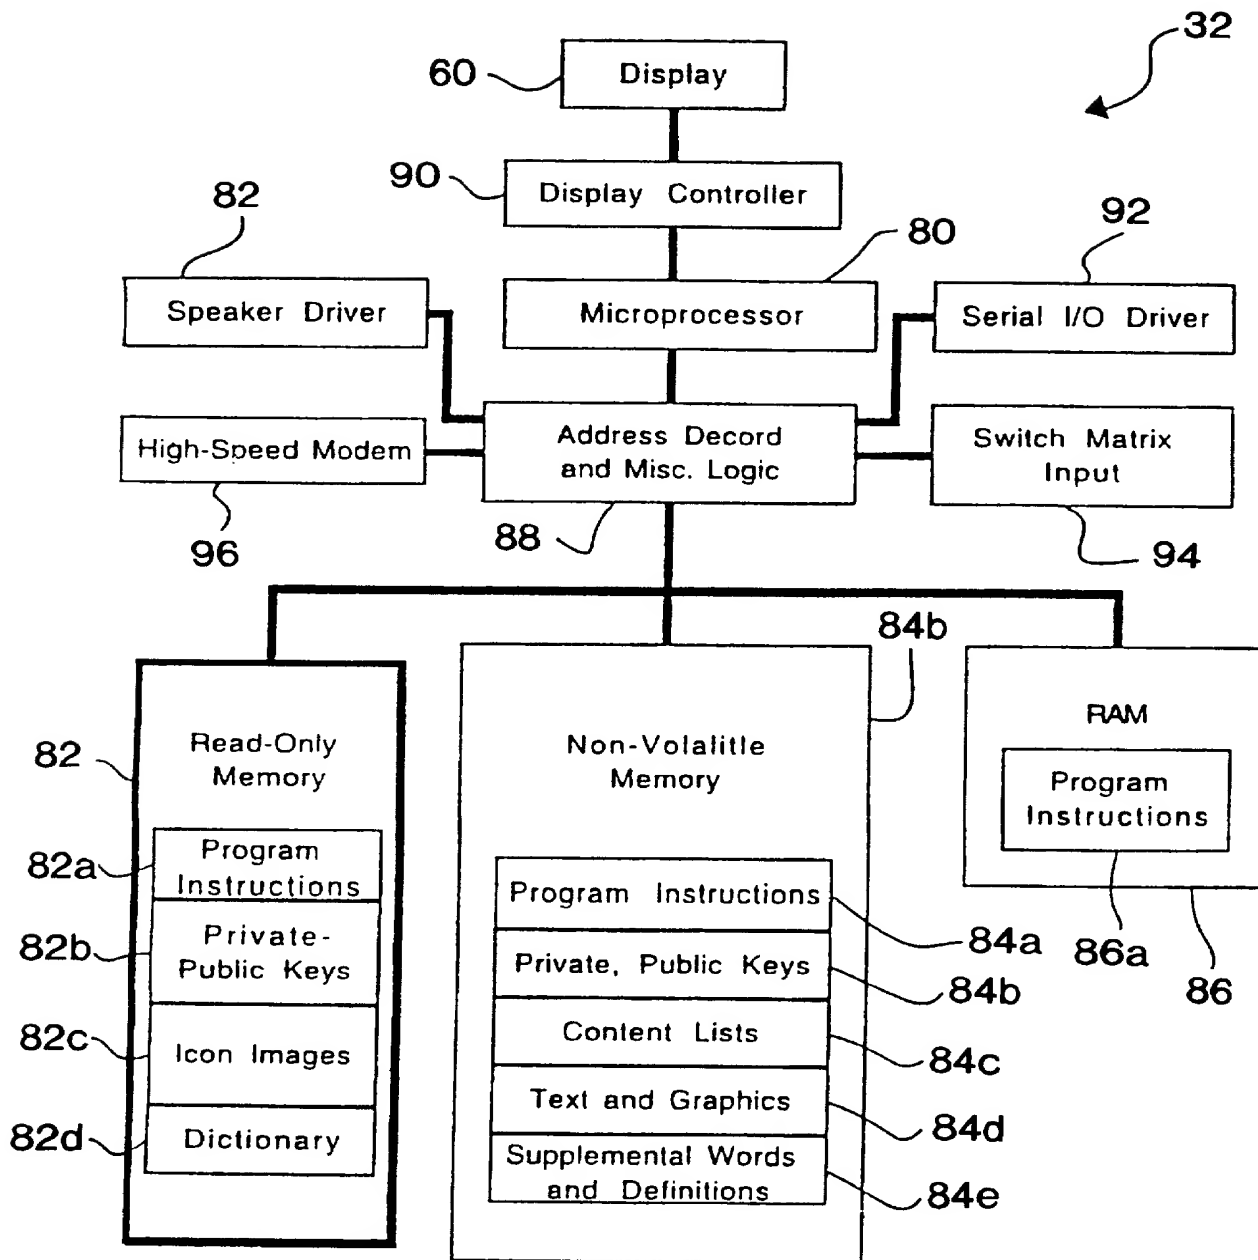 32
60
Display
90
Display Controller
82
80
92
Speaker Driver
Microprocessor
Serial I/O Driver
High-Speed Modem
Address Decord
and Misc. Logic
Switch Matrix
Input
96
88
94
84b
82
Read-Only
Memory
Non-Volalitle
Memory
RAM
Program
Instructions
82a
Program
Instructions
82b
Private-
Public Keys
82c
Icon Images
82d
Dictionary
Program Instructions
84a
Private, Public Keys
84b
Content Lists
84c
Text and Graphics
84d
Supplemental Words
and Definitions
84e
86a
86